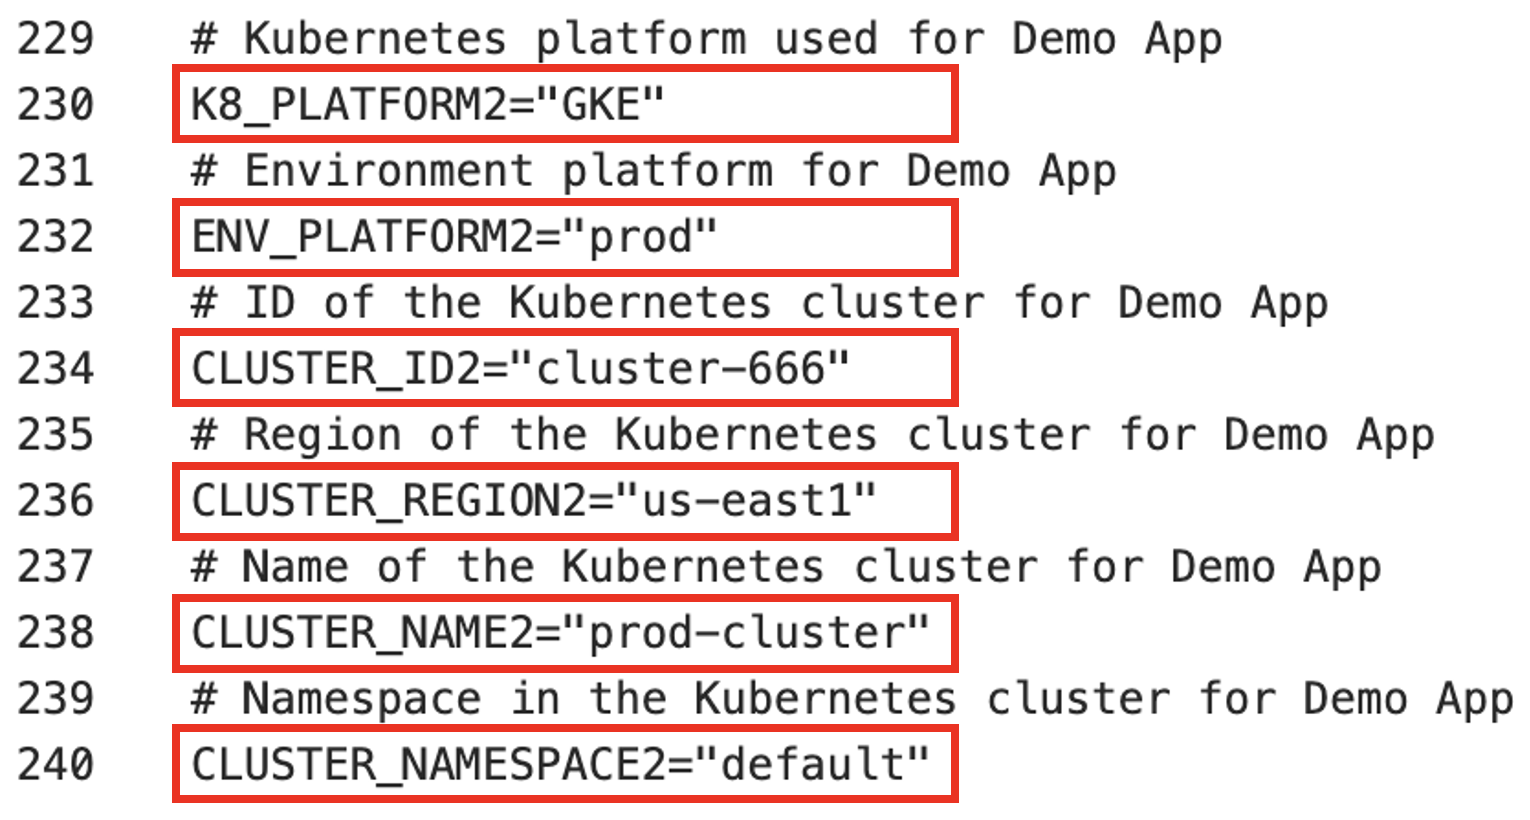 229 # Kubernetes platform used for Demo App
230 K8_PLATFORM2="GKE"
231 # Environment platform for Demo App
232 ENV_PLATFORM2="prod"
233 # ID of the Kubernetes cluster for Demo App
234 CLUSTER_ID2="cluster-666"
235 # Region of the Kubernetes cluster for Demo App
236 CLUSTER_REGION2="us-east1"
237 # Name of the Kubernetes cluster for Demo App
238 CLUSTER_NAME2="prod-cluster"
239 # Namespace in the Kubernetes cluster for Demo App
240 CLUSTER_NAMESPACE2="default"